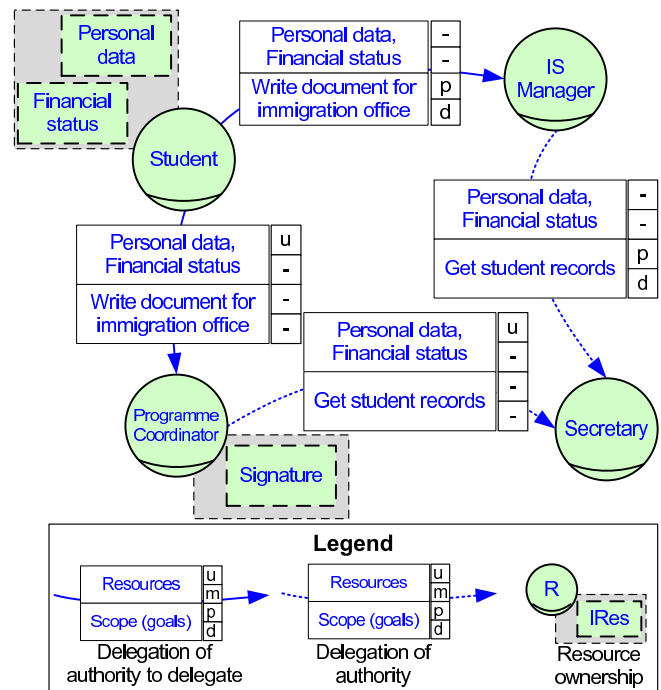 Personal
data
Financial
status
Student
Personal data,
Financial status
-
-
Write document for
immigration office
p
d
IS
Manager
Personal data,
Financial status
u
-
Write document for
immigration office
-
-
Personal data,
Financial status
-
-
Get student records
p
d
Personal data,
Financial status
u
-
Get student records
-
-
Programme
Coordinator
Signature
Secretary
Legend
Resources
u
m
Scope (goals)
p
d
Delegation of
authority to delegate
Resources
u
m
Scope (goals)
p
d
Delegation of
authority
R
IRes
Resource
ownership